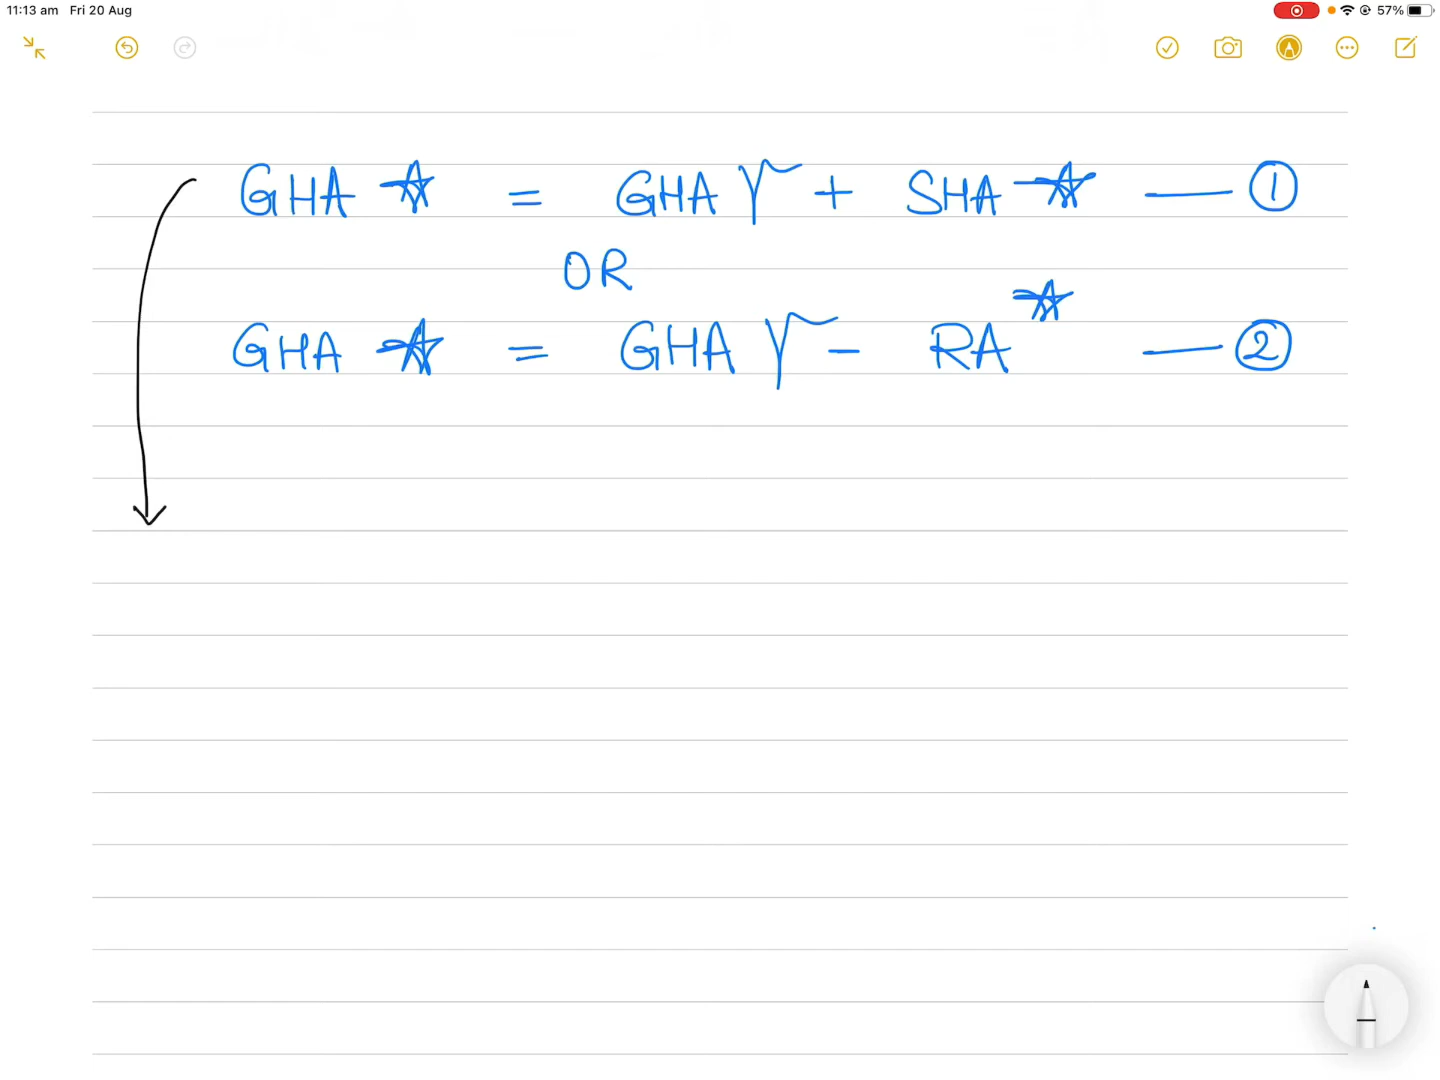 11:13 am Fri 20 Aug 57%
GHA ☆ = GHA ϒ + SHA ☆ — ①
OR
GHA ☆ = GHA ϒ - RA ☆ — ②